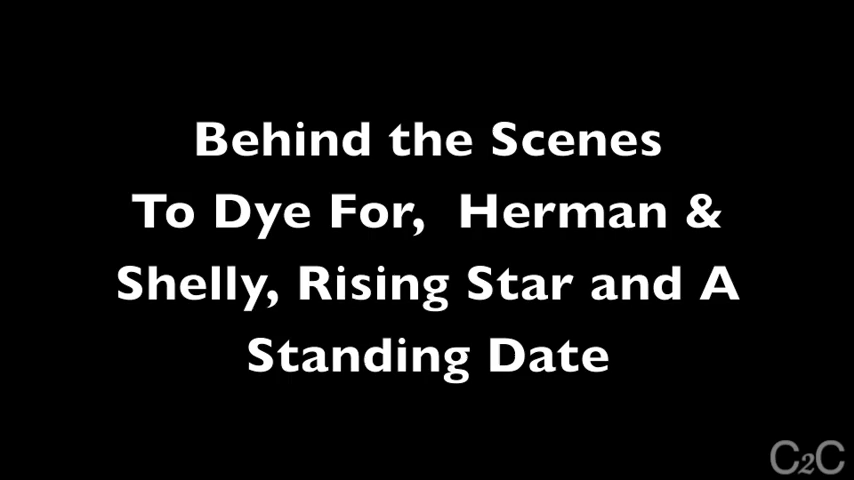 Behind the Scenes
To Dye For, Herman &
Shelly, Rising Star and A
Standing Date
C2C